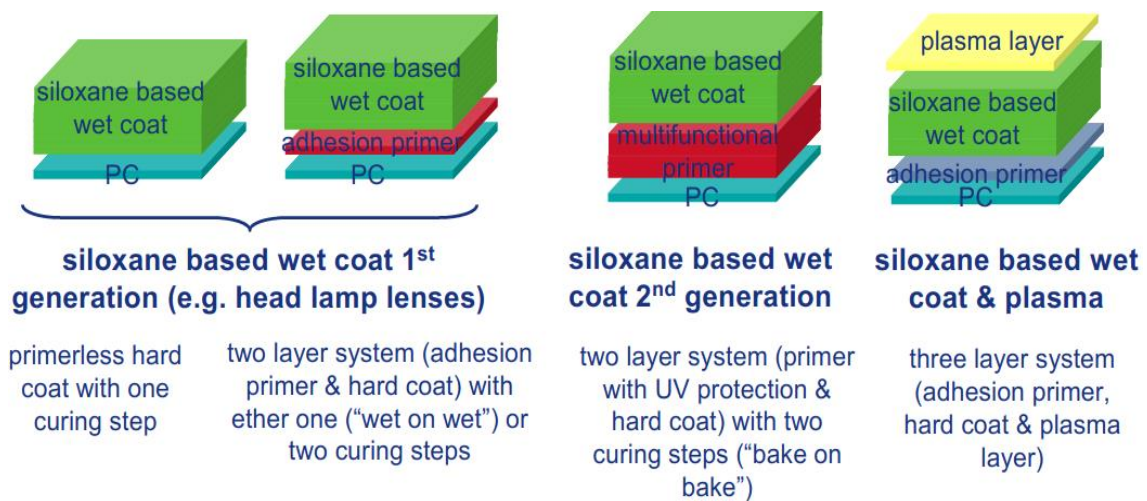 siloxane based
wet coat
PC
siloxane based
wet coat
adhesion primer
PC
siloxane based
wet coat
multifunctional
primer
PC
plasma layer
siloxane based
wet coat
adhesion primer
PC
siloxane based wet coat 1st
generation (e.g. head lamp lenses)
siloxane based wet
coat 2nd generation
siloxane based wet
coat & plasma
primerless hard
coat with one
curing step
two layer system (adhesion
primer & hard coat) with
ether one (“wet on wet”) or
two curing steps
two layer system (primer
with UV protection &
hard coat) with two
curing steps (“bake on
bake”)
three layer system
(adhesion primer,
hard coat & plasma
layer)